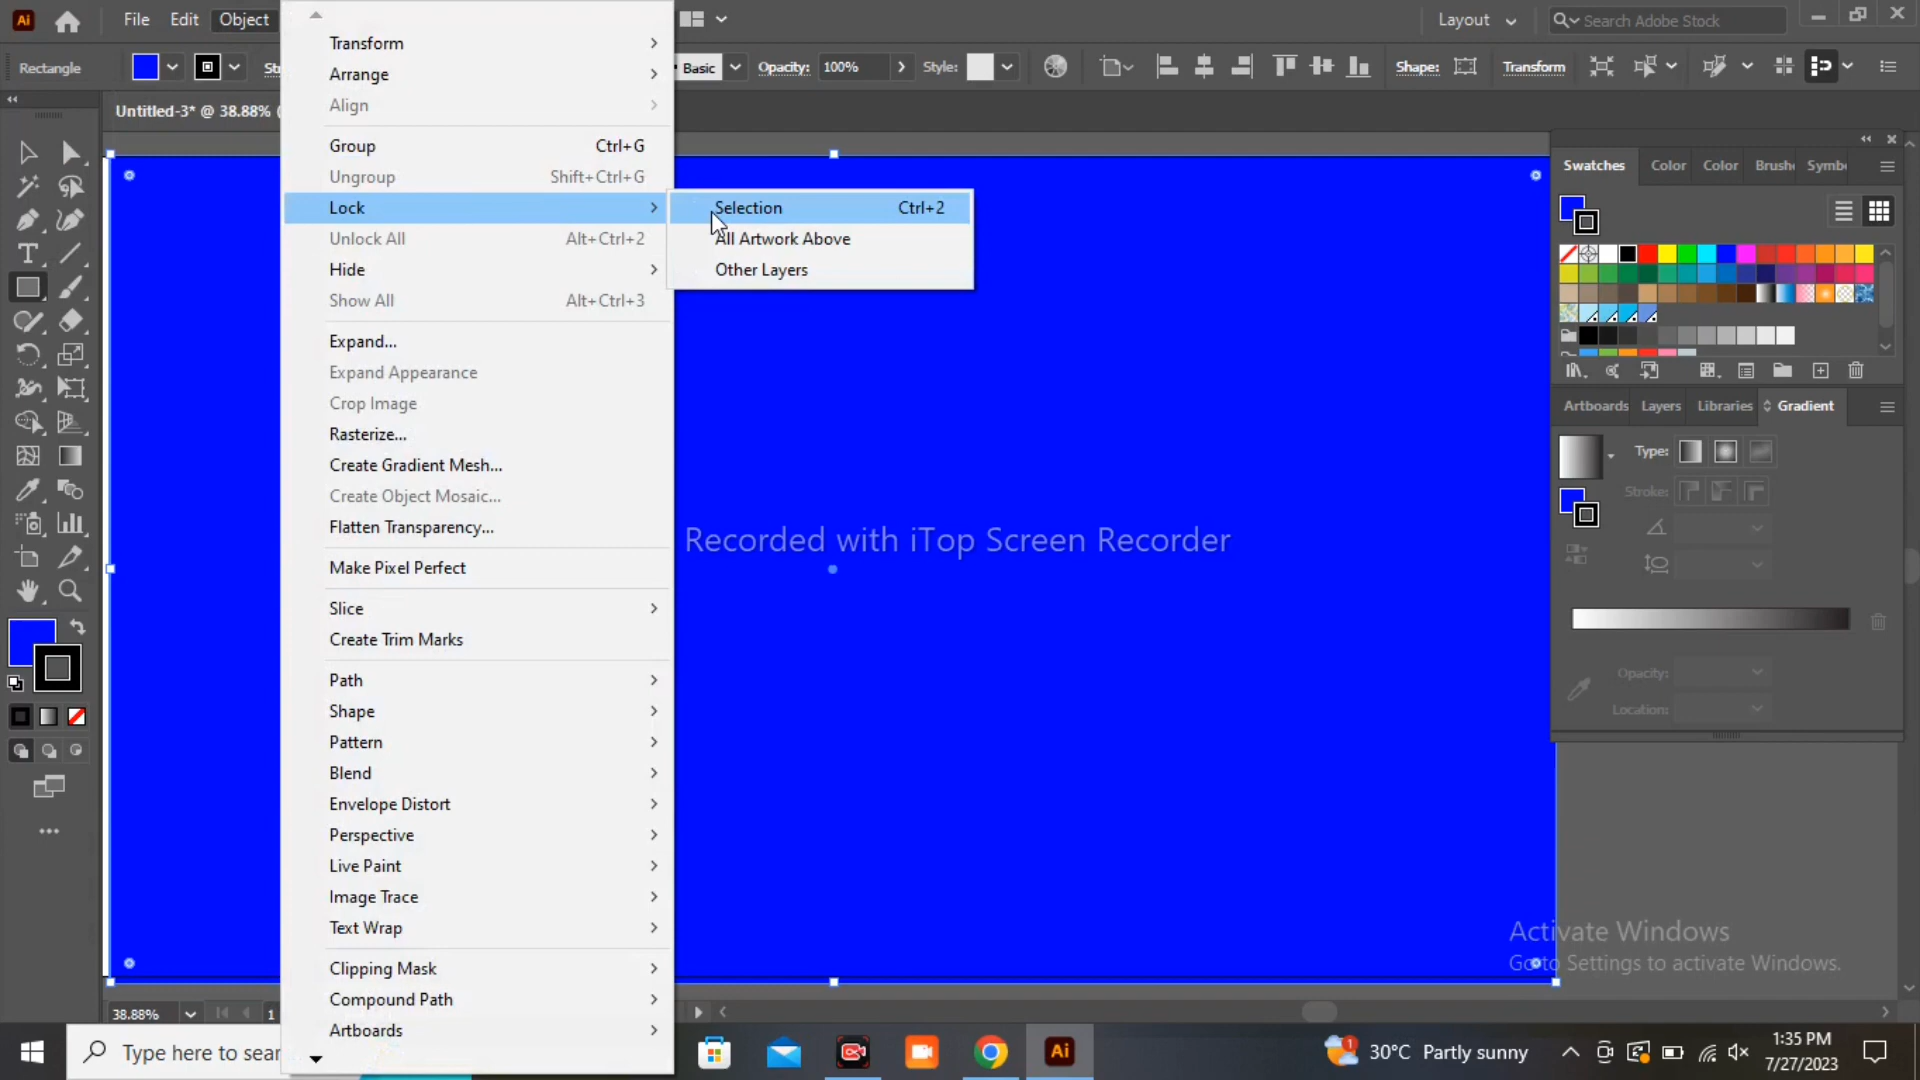 Ai File Edit Object Layout Search Adobe Stock
Rectangle Basic Opacity: 100% Style: Shape: Transform
Untitled-3* @ 38.88%
Transform
Arrange
Align
Group Ctrl+G
Ungroup Shift+Ctrl+G
Lock
Unlock All Alt+Ctrl+2
Hide
Show All Alt+Ctrl+3
Expand...
Expand Appearance
Crop Image
Rasterize...
Create Gradient Mesh...
Create Object Mosaic...
Flatten Transparency...
Make Pixel Perfect
Slice
Create Trim Marks
Path
Shape
Pattern
Blend
Envelope Distort
Perspective
Live Paint
Image Trace
Text Wrap
Clipping Mask
Compound Path
Artboards
Selection Ctrl+2
All Artwork Above
Other Layers
Recorded with iTop Screen Recorder
Swatches Color Color Brushe Symbo
Artboards Layers Libraries Gradient
Type:
Stroke:
Opacity:
Location:
Activate Windows
Go to Settings to activate Windows.
38.88% 1
Type here to sear
Ai
1
30°C Partly sunny
1:35 PM
7/27/2023